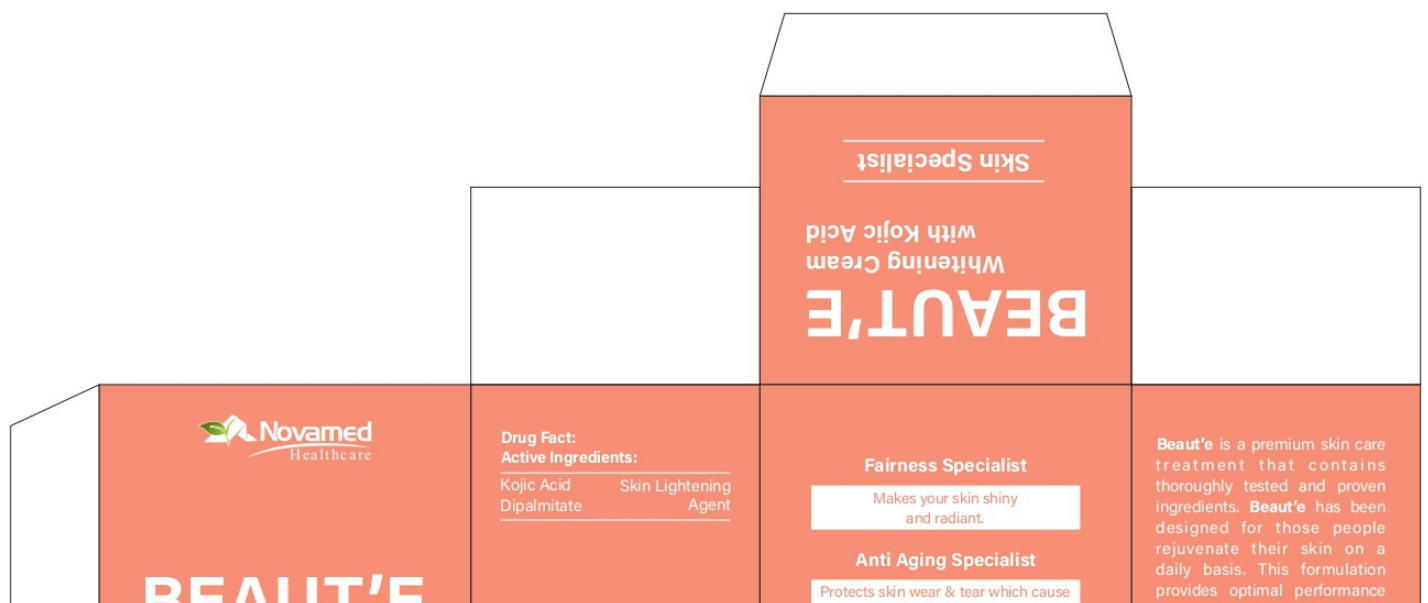 Skin Specialist
BEAUT'E
Whitening Cream
with Kojic Acid
Novamed
Healthcare
BEAUT'E
Drug Fact:
Active Ingredients:
Kojic Acid Skin Lightening
Dipalmitate Agent
Fairness Specialist
Makes your skin shiny
and radiant.
Anti Aging Specialist
Protects skin wear & tear which cause
Beaut'e is a premium skin care
treatment that contains
thoroughly tested and proven
ingredients. Beaut'e has been
designed for those people
rejuvenate their skin on a
daily basis. This formulation
provides optimal performance